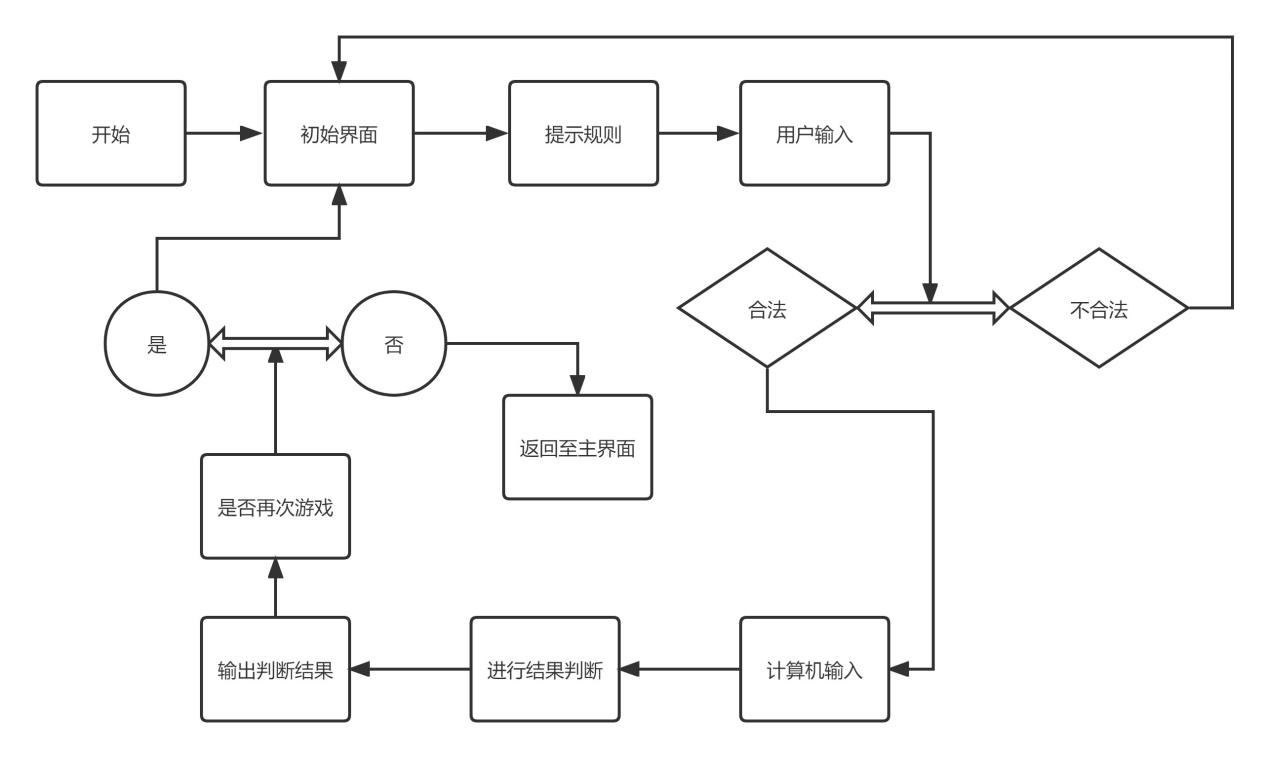 开始
初始界面
提示规则
用户输入
合法
不合法
是
否
返回至主界面
是否再次游戏
输出判断结果
进行结果判断
计算机输入